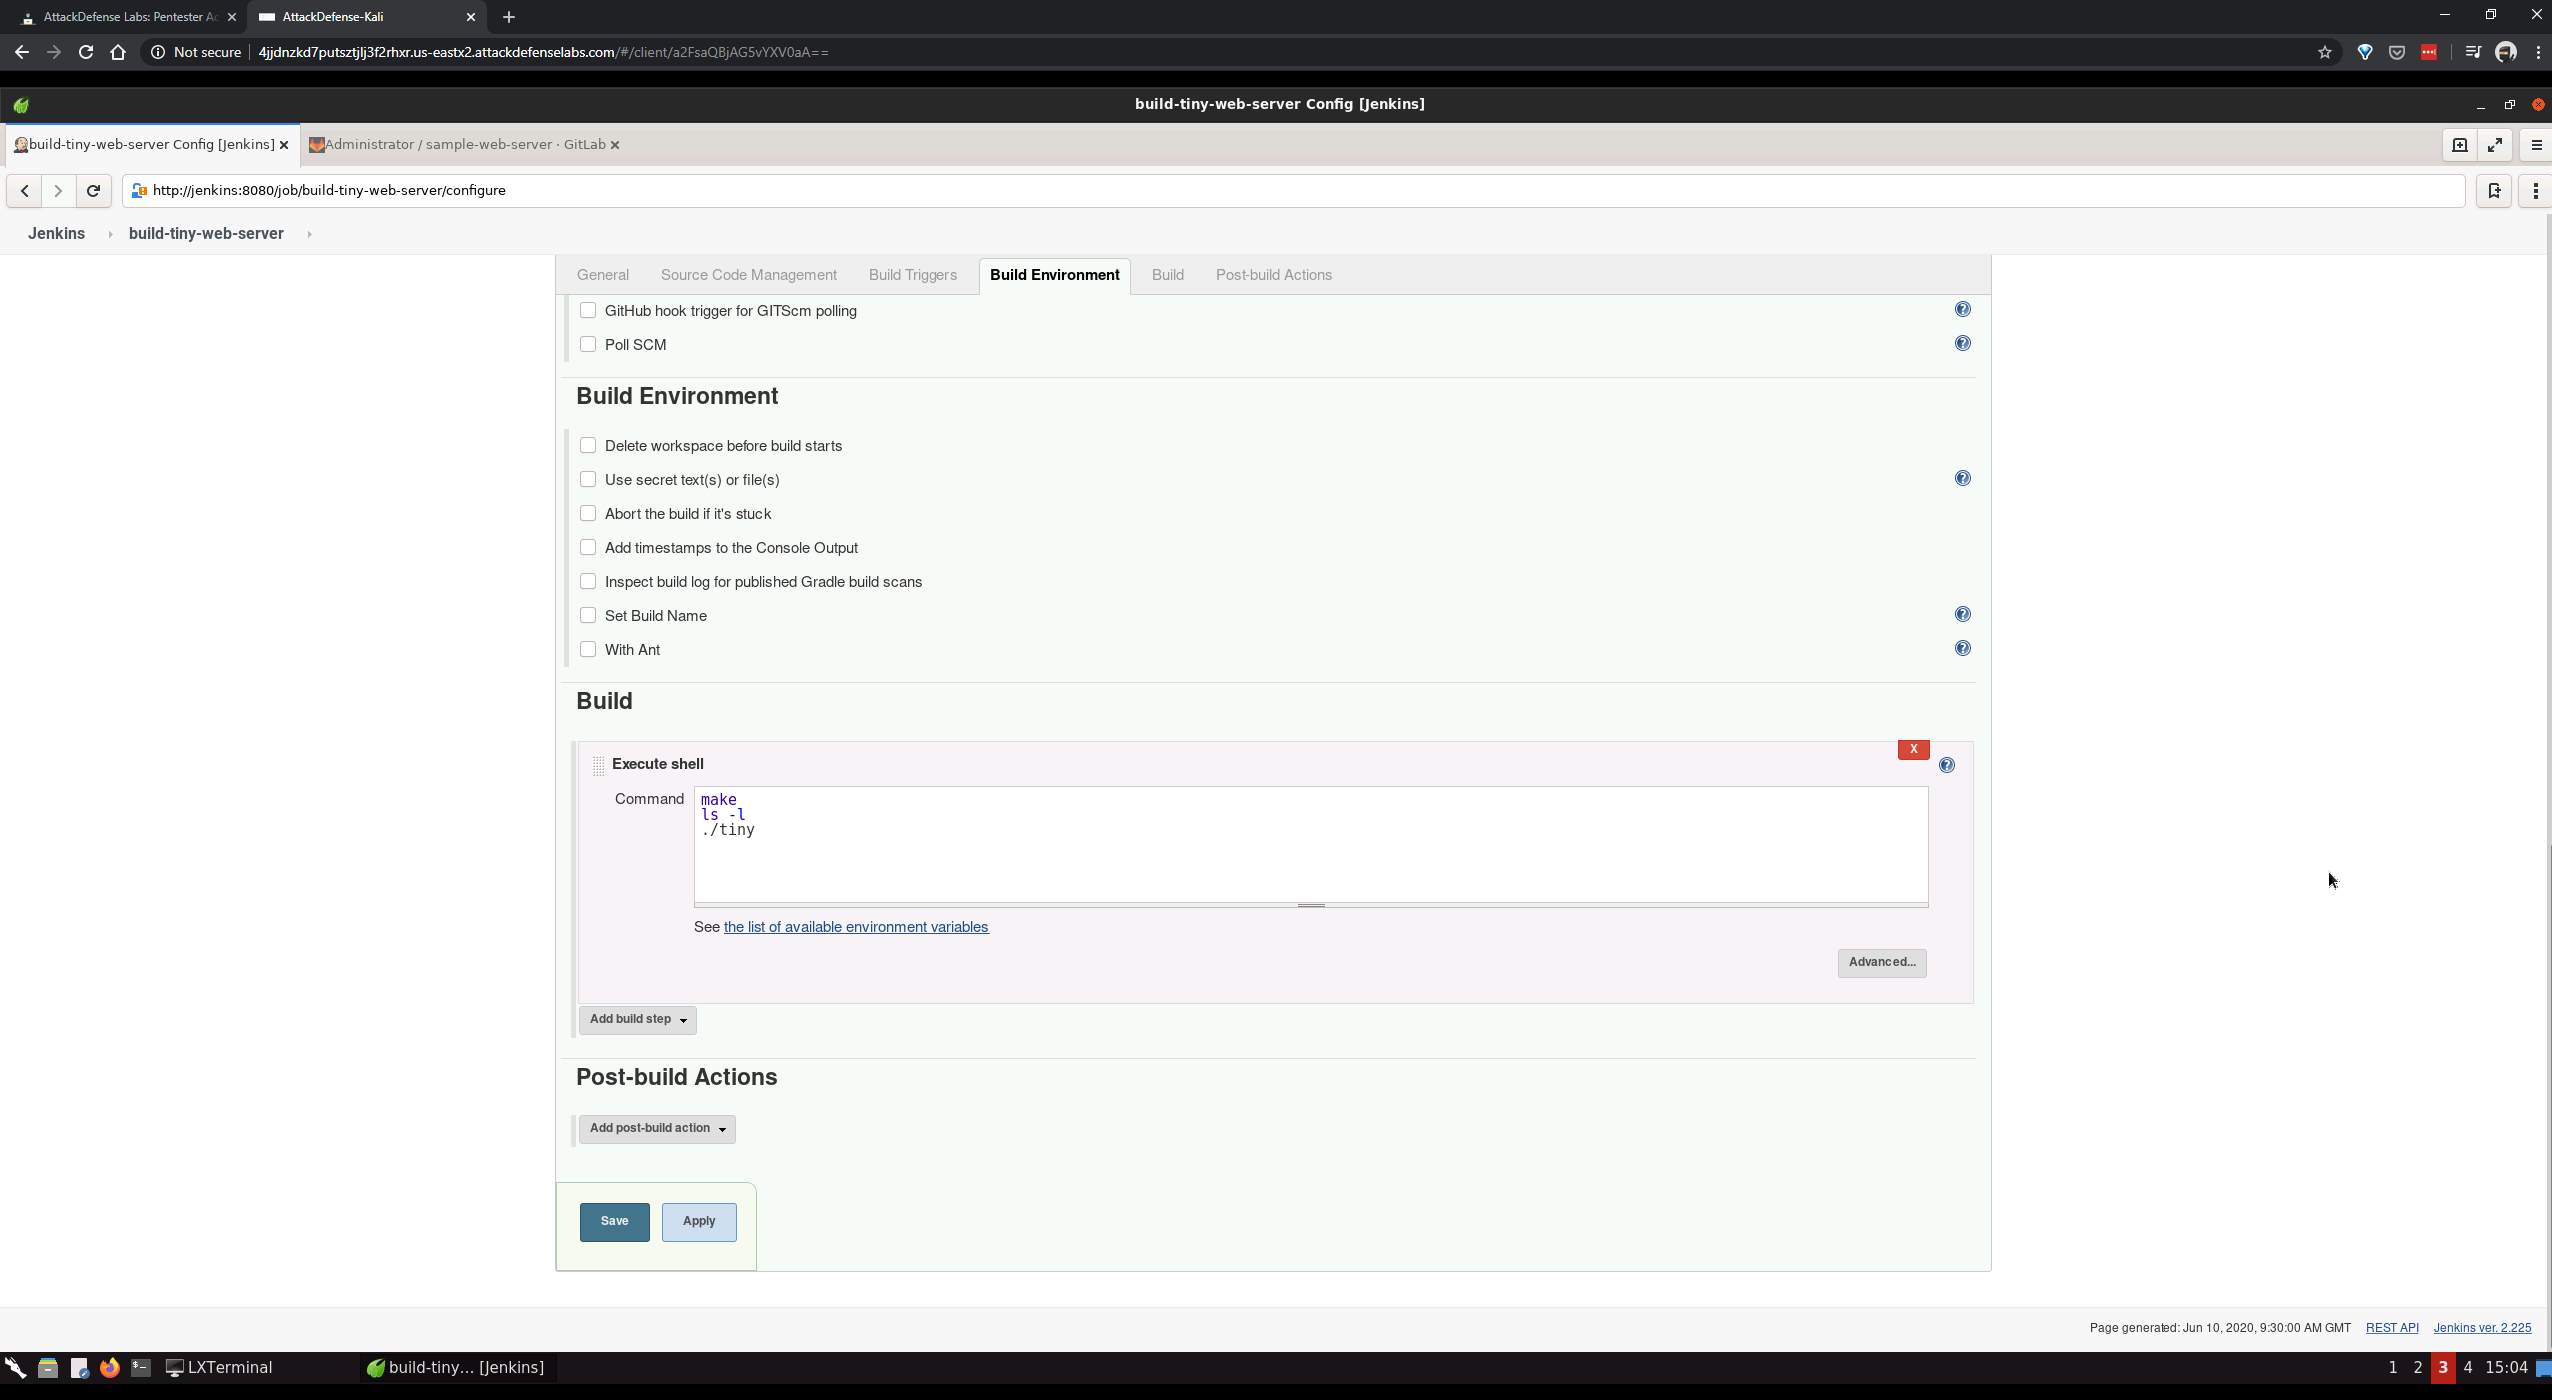 AttackDefense Labs: Pentester Ac
AttackDefense-Kali
Not secure
4jjdnzkd7putsztjlj3f2rhxr.us-eastx2.attackdefenselabs.com/#/client/a2FsaQBjAG5vYXV0aA==
build-tiny-web-server Config [Jenkins]
build-tiny-web-server Config [Jenkins]
Administrator / sample-web-server · GitLab
http://jenkins:8080/job/build-tiny-web-server/configure
Jenkins
build-tiny-web-server
General
Source Code Management
Build Triggers
Build Environment
Build
Post-build Actions
GitHub hook trigger for GITScm polling
Poll SCM
Build Environment
Delete workspace before build starts
Use secret text(s) or file(s)
Abort the build if it's stuck
Add timestamps to the Console Output
Inspect build log for published Gradle build scans
Set Build Name
With Ant
Build
X
Execute shell
Command
make
ls -l
./tiny
See the list of available environment variables
Advanced...
Add build step
Post-build Actions
Add post-build action
Save
Apply
Page generated: Jun 10, 2020, 9:30:00 AM GMT
REST API
Jenkins ver. 2.225
LXTerminal
build-tiny... [Jenkins]
1 2 3 4 15:04